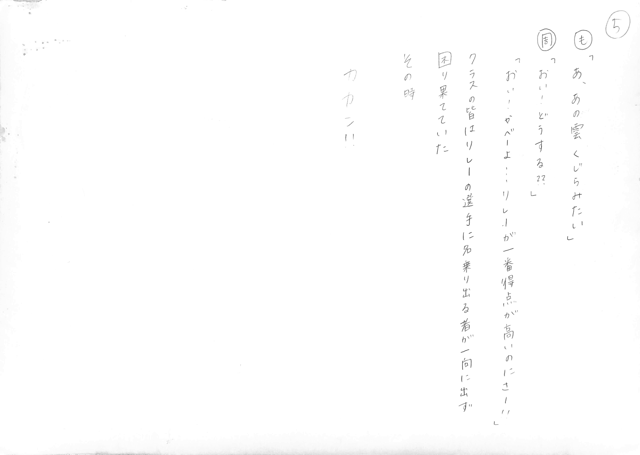 5
も「あ、あの雲くじらみたい」
周「おい!どうする??」
「おい!やべーよ…リレーが一番得点が高いのにさー!!」
クラスの皆はリレーの選手に名乗り出る者が一向に出ず
困り果てていた
その時
カカン!!